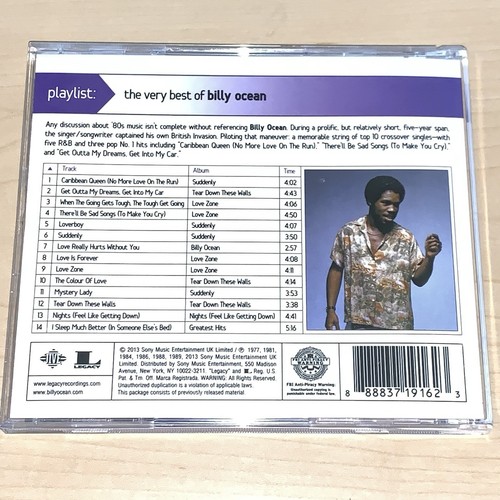 playlist: the very best of billy ocean
Any discussion about '80s music isn't complete without referencing Billy Ocean. During a prolific, but relatively short, five-year span,
the singer/songwriter captained his own British Invasion. Piloting that maneuver: a memorable string of top 10 crossover singles—with
five R&B and three pop No. 1 hits including "Caribbean Queen (No More Love On The Run)," "There'll Be Sad Songs (To Make You Cry),"
and "Get Outta My Dreams, Get Into My Car."
# Track Album Time
1 Caribbean Queen (No More Love On The Run) Suddenly 4:02
2 Get Outta My Dreams, Get Into My Car Tear Down These Walls 4:43
3 When The Going Gets Tough, The Tough Get Going Love Zone 4:06
4 There'll Be Sad Songs (To Make You Cry) Love Zone 4:50
5 Loverboy Suddenly 4:07
6 Suddenly Suddenly 3:50
7 Love Really Hurts Without You Billy Ocean 2:57
8 Love Is Forever Love Zone 4:08
9 Love Zone Love Zone 4:11
10 The Colour Of Love Tear Down These Walls 4:14
11 Mystery Lady Suddenly 3:53
12 Tear Down These Walls Tear Down These Walls 3:38
13 Nights (Feel Like Getting Down) Nights (Feel Like Getting Down) 4:41
14 I Sleep Much Better (In Someone Else's Bed) Greatest Hits 5:16
JIVE
LEGACY
www.legacyrecordings.com
www.billyocean.com
© 2013 Sony Music Entertainment UK Limited / ℗ 1977, 1981,
1984, 1986, 1988, 1989, 2013 Sony Music Entertainment UK
Limited. Distributed by Sony Music Entertainment, 550 Madison
Avenue, New York, NY 10022-3211. "Legacy" and L, Reg. U.S.
Pat. & Tm. Off. Marca Registrada. WARNING: All Rights Reserved.
Unauthorized duplication is a violation of applicable laws.
This package consists of previously released material.
FBI Anti-Piracy Warning:
Unauthorized copying is
punishable under federal law.
8 88837 19162 3